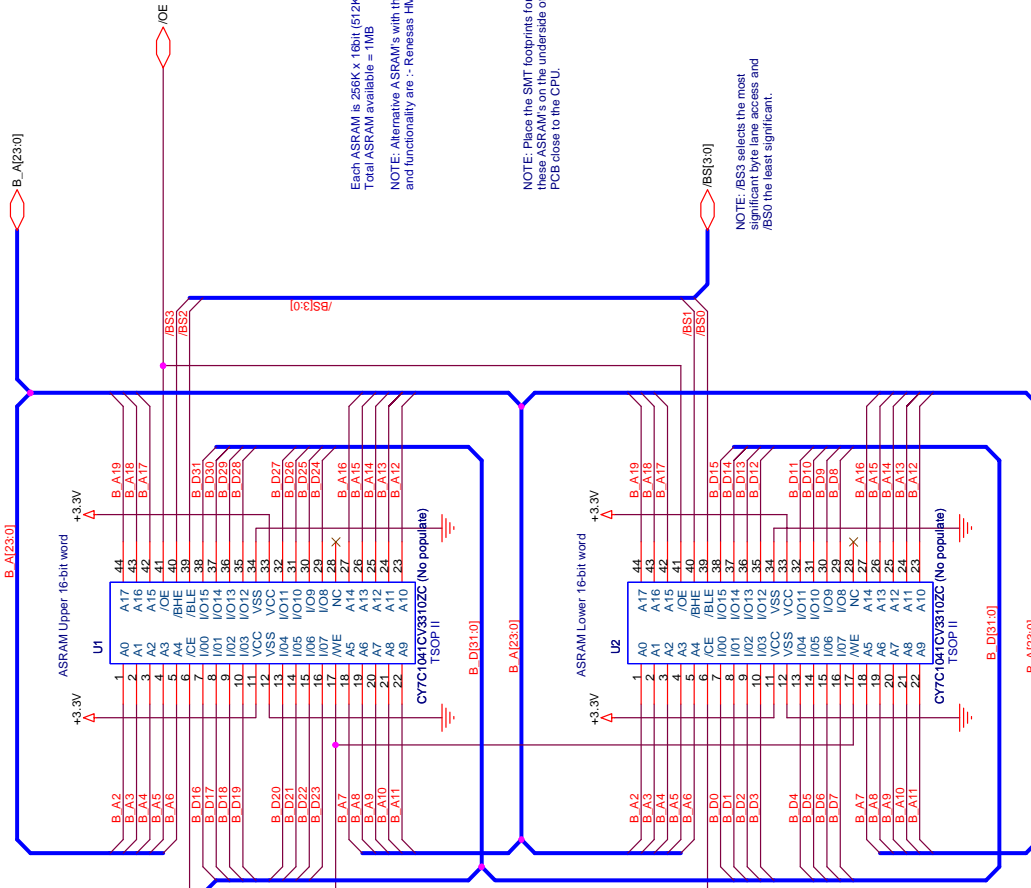 B_A[23:0]
/OE
Each ASRAM is 256K x 16bit (512K
Total ASRAM available = 1MB
NOTE: Alternative ASRAM's with th
and functionality are :- Renesas HM
NOTE: Place the SMT footprints for
these ASRAM's on the underside of
PCB close to the CPU.
/BS[3:0]
NOTE: /BS3 selects the most
significant byte lane access and
/BS0 the least significant.
B_A[23:0]
/BS3
/BS2
/BS[3:0]
/BS1
/BS0
ASRAM Upper 16-bit word
+3.3V
+3.3V
U1
B_A2 1 A0 A17 44 B_A19
B_A3 2 A1 A16 43 B_A18
B_A4 3 A2 A15 42 B_A17
B_A5 4 A3 /OE 41
B_A6 5 A4 /BHE 40
6 /CE /BLE 39
B_D16 7 I/O0 I/O15 38 B_D31
B_D17 8 I/O1 I/O14 37 B_D30
B_D18 9 I/O2 I/O13 36 B_D29
B_D19 10 I/O3 I/O12 35 B_D28
11 VCC VSS 34
12 VSS VCC 33
B_D20 13 I/O4 I/O11 32 B_D27
B_D21 14 I/O5 I/O10 31 B_D26
B_D22 15 I/O6 I/O9 30 B_D25
B_D23 16 I/O7 I/O8 29 B_D24
17 /WE NC 28
B_A7 18 A5 A14 27 B_A16
B_A8 19 A6 A13 26 B_A15
B_A9 20 A7 A12 25 B_A14
B_A10 21 A8 A11 24 B_A13
B_A11 22 A9 A10 23 B_A12
CY7C1041CV3310ZC (No populate)
TSOP II
B_D[31:0]
B_A[23:0]
ASRAM Lower 16-bit word
+3.3V
+3.3V
U2
B_A2 1 A0 A17 44 B_A19
B_A3 2 A1 A16 43 B_A18
B_A4 3 A2 A15 42 B_A17
B_A5 4 A3 /OE 41
B_A6 5 A4 /BHE 40
6 /CE /BLE 39
B_D0 7 I/O0 I/O15 38 B_D15
B_D1 8 I/O1 I/O14 37 B_D14
B_D2 9 I/O2 I/O13 36 B_D13
B_D3 10 I/O3 I/O12 35 B_D12
11 VCC VSS 34
12 VSS VCC 33
B_D4 13 I/O4 I/O11 32 B_D11
B_D5 14 I/O5 I/O10 31 B_D10
B_D6 15 I/O6 I/O9 30 B_D9
B_D7 16 I/O7 I/O8 29 B_D8
17 /WE NC 28
B_A7 18 A5 A14 27 B_A16
B_A8 19 A6 A13 26 B_A15
B_A9 20 A7 A12 25 B_A14
B_A10 21 A8 A11 24 B_A13
B_A11 22 A9 A10 23 B_A12
CY7C1041CV3310ZC (No populate)
TSOP II
B_D[31:0]
B_A[23:0]